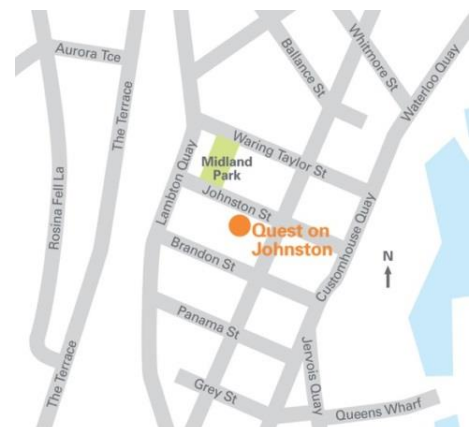 Aurora Tce
The Terrace
Rosina Fell La
Ballance St
Whitmore St
Waterloo Quay
Waring Taylor St
Midland
Park
Lambton Quay
Johnston St
Quest on
Johnston
Customhouse Quay
N
Brandon St
Panama St
Jervois Quay
The Terrace
Grey St
Queens Wharf